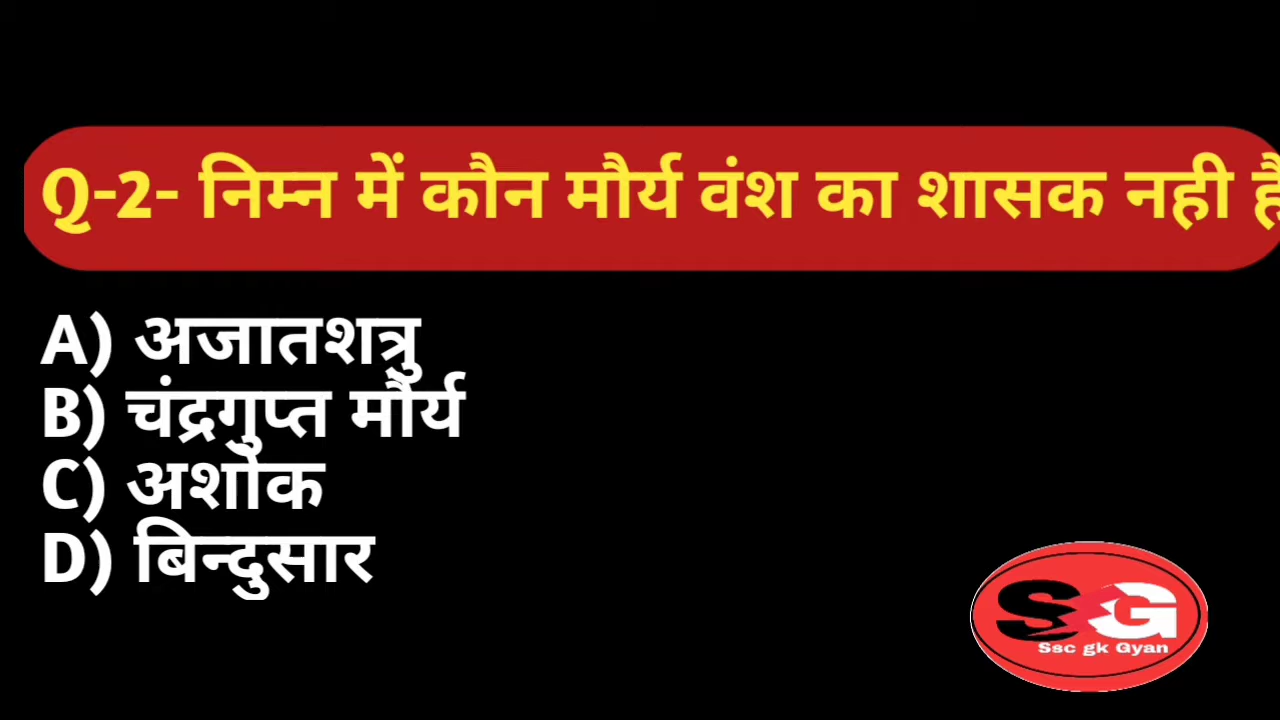 Q-2- निम्न में कौन मौर्य वंश का शासक नही है
A) अजातशत्रु
B) चंद्रगुप्त मौर्य
C) अशोक
D) बिन्दुसार
SG
Ssc gk Gyan